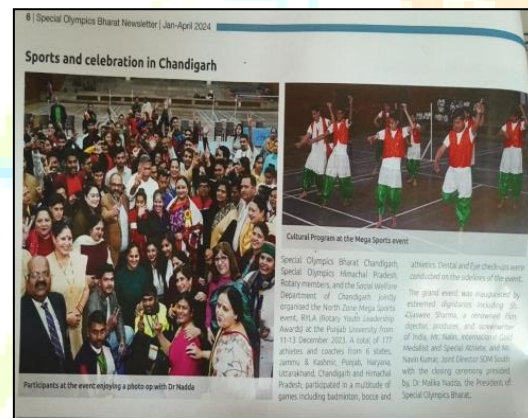 6 | Special Olympics Bharat Newsletter | Jan-April 2024
Sports and celebration in Chandigarh
Participants at the event enjoying a photo op with Dr Nadda
Cultural Program at the Mega Sports event
Special Olympics Bharat Chandigarh,
Special Olympics Himachal Pradesh,
Rotary members, and the Social Welfare
Department of Chandigarh jointly
organised the North Zone Mega Sports
event, RYLA (Rotary Youth Leadership
Awards) at the Punjab University from
11-13 December 2023. A total of 177
athletes and coaches from 6 states,
Jammu & Kashmir, Punjab, Haryana,
Uttarakhand, Chandigarh and Himachal
Pradesh, participated in a multitude of
games including badminton, bocce and
athletics. Dental and Eye checkups were
conducted on the sidelines of the event.
The grand event was inaugurated by
esteemed dignitaries including Sh.
Ojaswee Sharma, a renowned film
director, producer, and screenwriter
of India, Mr. Nalin, International Gold
Medalist and Special Athlete, and Mr.
Navin Kumar, Joint Director SOM South
with the closing ceremony presided
by, Dr. Mallika Nadda, the President of
Special Olympics Bharat.